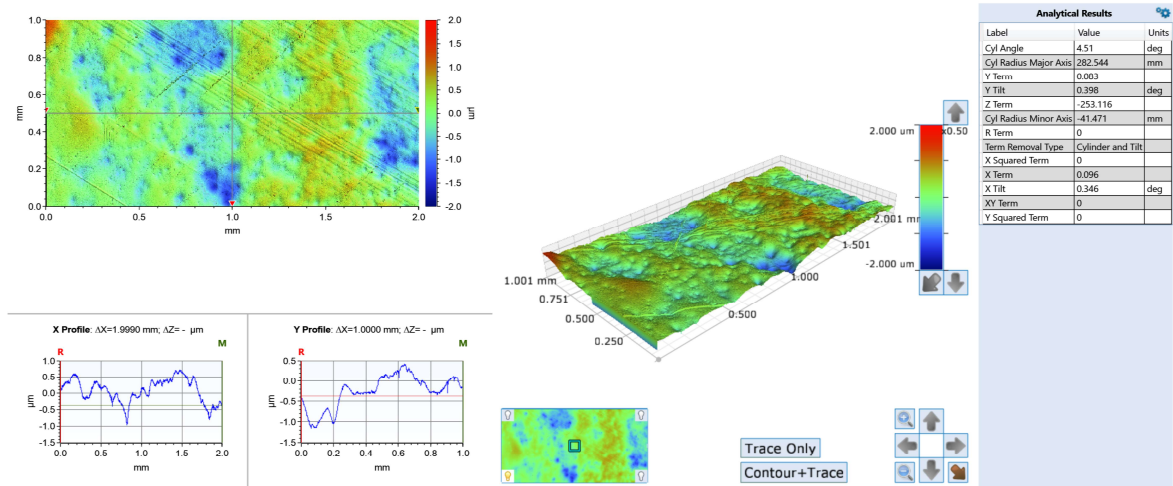 1.0
0.8
0.6
0.4
0.2
0.0
mm
0.0 0.5 1.0 1.5 2.0
mm
2.0
1.5
1.0
0.5
0.0
-0.5
-1.0
-1.5
-2.0
µm
X Profile: ΔX=1.9990 mm; ΔZ= - µm
R
M
1.0
0.5
0.0
-0.5
-1.0
-1.5
µm
0.0 0.5 1.0 1.5 2.0
mm
Y Profile: ΔX=1.0000 mm; ΔZ= - µm
R
M
0.5
0.0
-0.5
-1.0
-1.5
µm
0.0 0.2 0.4 0.6 0.8 1.0
mm
2.000 um
x0.50
2.001 mm
-2.000 um
1.501
1.000
0.500
1.001 mm
0.751
0.500
0.250
Trace Only
Contour+Trace
Analytical Results
Label Value Units
Cyl Angle 4.51 deg
Cyl Radius Major Axis 282.544 mm
Y Term 0.003
Y Tilt 0.398 deg
Z Term -253.116
Cyl Radius Minor Axis -41.471 mm
R Term 0
Term Removal Type Cylinder and Tilt
X Squared Term 0
X Term 0.096
X Tilt 0.346 deg
XY Term 0
Y Squared Term 0